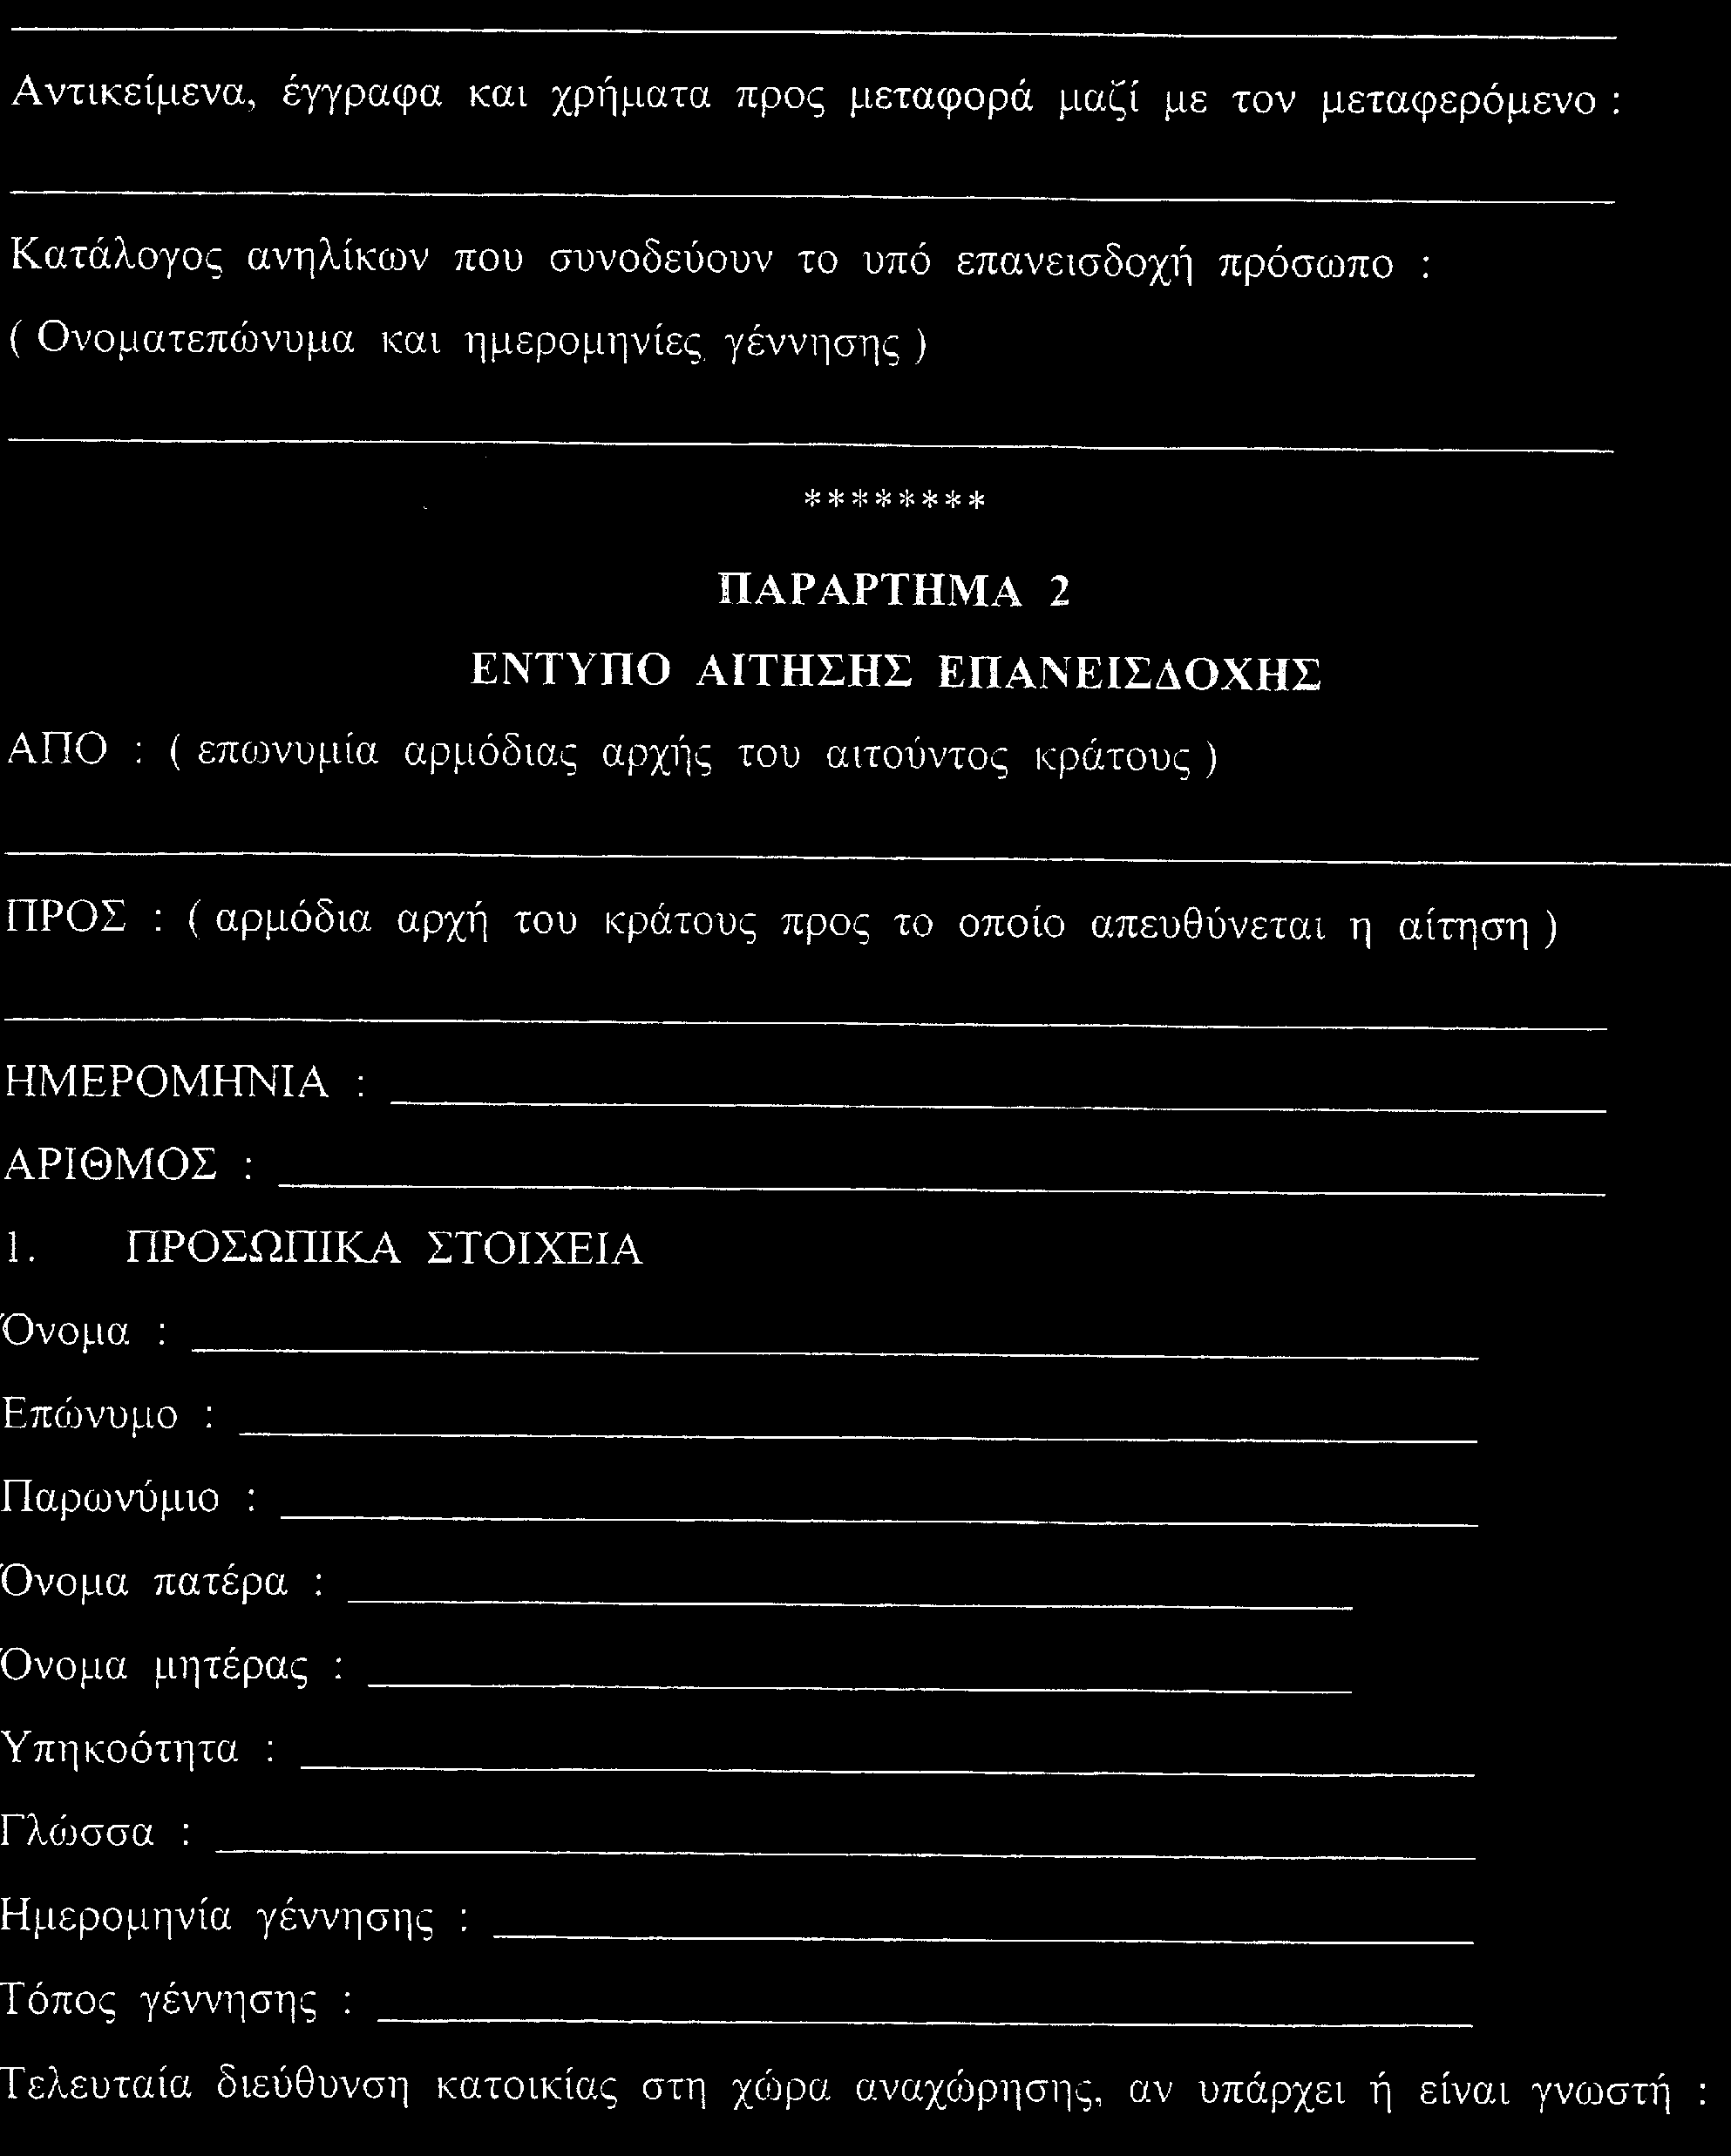 Αντικείμενα, έγγραφα και χρήματα προς μεταφορά μαζί με τον μεταφερόμενο :
Κατάλογος ανηλίκων που συνοδεύουν το υπό επανεισδοχή πρόσωπο :
( Ονοματεπώνυμα και ημερομηνίες γέννησης )
********
ΠΑΡΑΡΤΗΜΑ 2
ΕΝΤΥΠΟ ΑΙΤΗΣΗΣ ΕΠΑΝΕΙΣΔΟΧΗΣ
ΑΠΟ : ( επωνυμία αρμόδιας αρχής του αιτούντος κράτους )
ΠΡΟΣ : ( αρμόδια αρχή του κράτους προς το οποίο απευθύνεται η αίτηση )
ΗΜΕΡΟΜΗΝΙΑ :
ΑΡΙΘΜΟΣ :
1. ΠΡΟΣΩΠΙΚΑ ΣΤΟΙΧΕΙΑ
Όνομα :
Επώνυμο :
Παρωνύμιο :
Όνομα πατέρα :
Όνομα μητέρας :
Υπηκοότητα :
Γλώσσα :
Ημερομηνία γέννησης :
Τόπος γέννησης :
Τελευταία διεύθυνση κατοικίας στη χώρα αναχώρησης, αν υπάρχει ή είναι γνωστή :